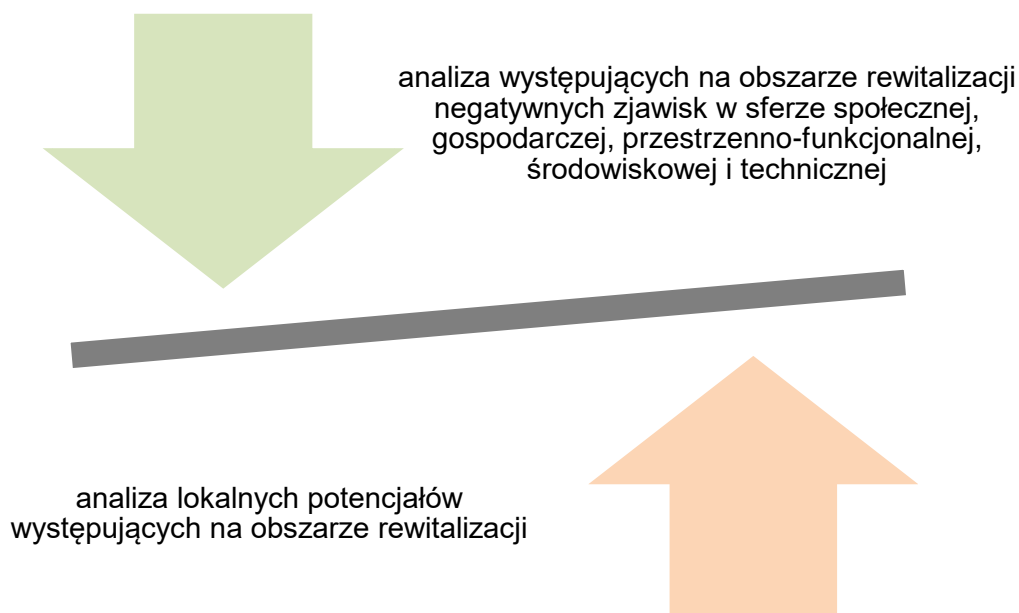 analiza występujących na obszarze rewitalizacji
negatywnych zjawisk w sferze społecznej,
gospodarczej, przestrzenno-funkcjonalnej,
środowiskowej i technicznej
analiza lokalnych potencjałów
występujących na obszarze rewitalizacji